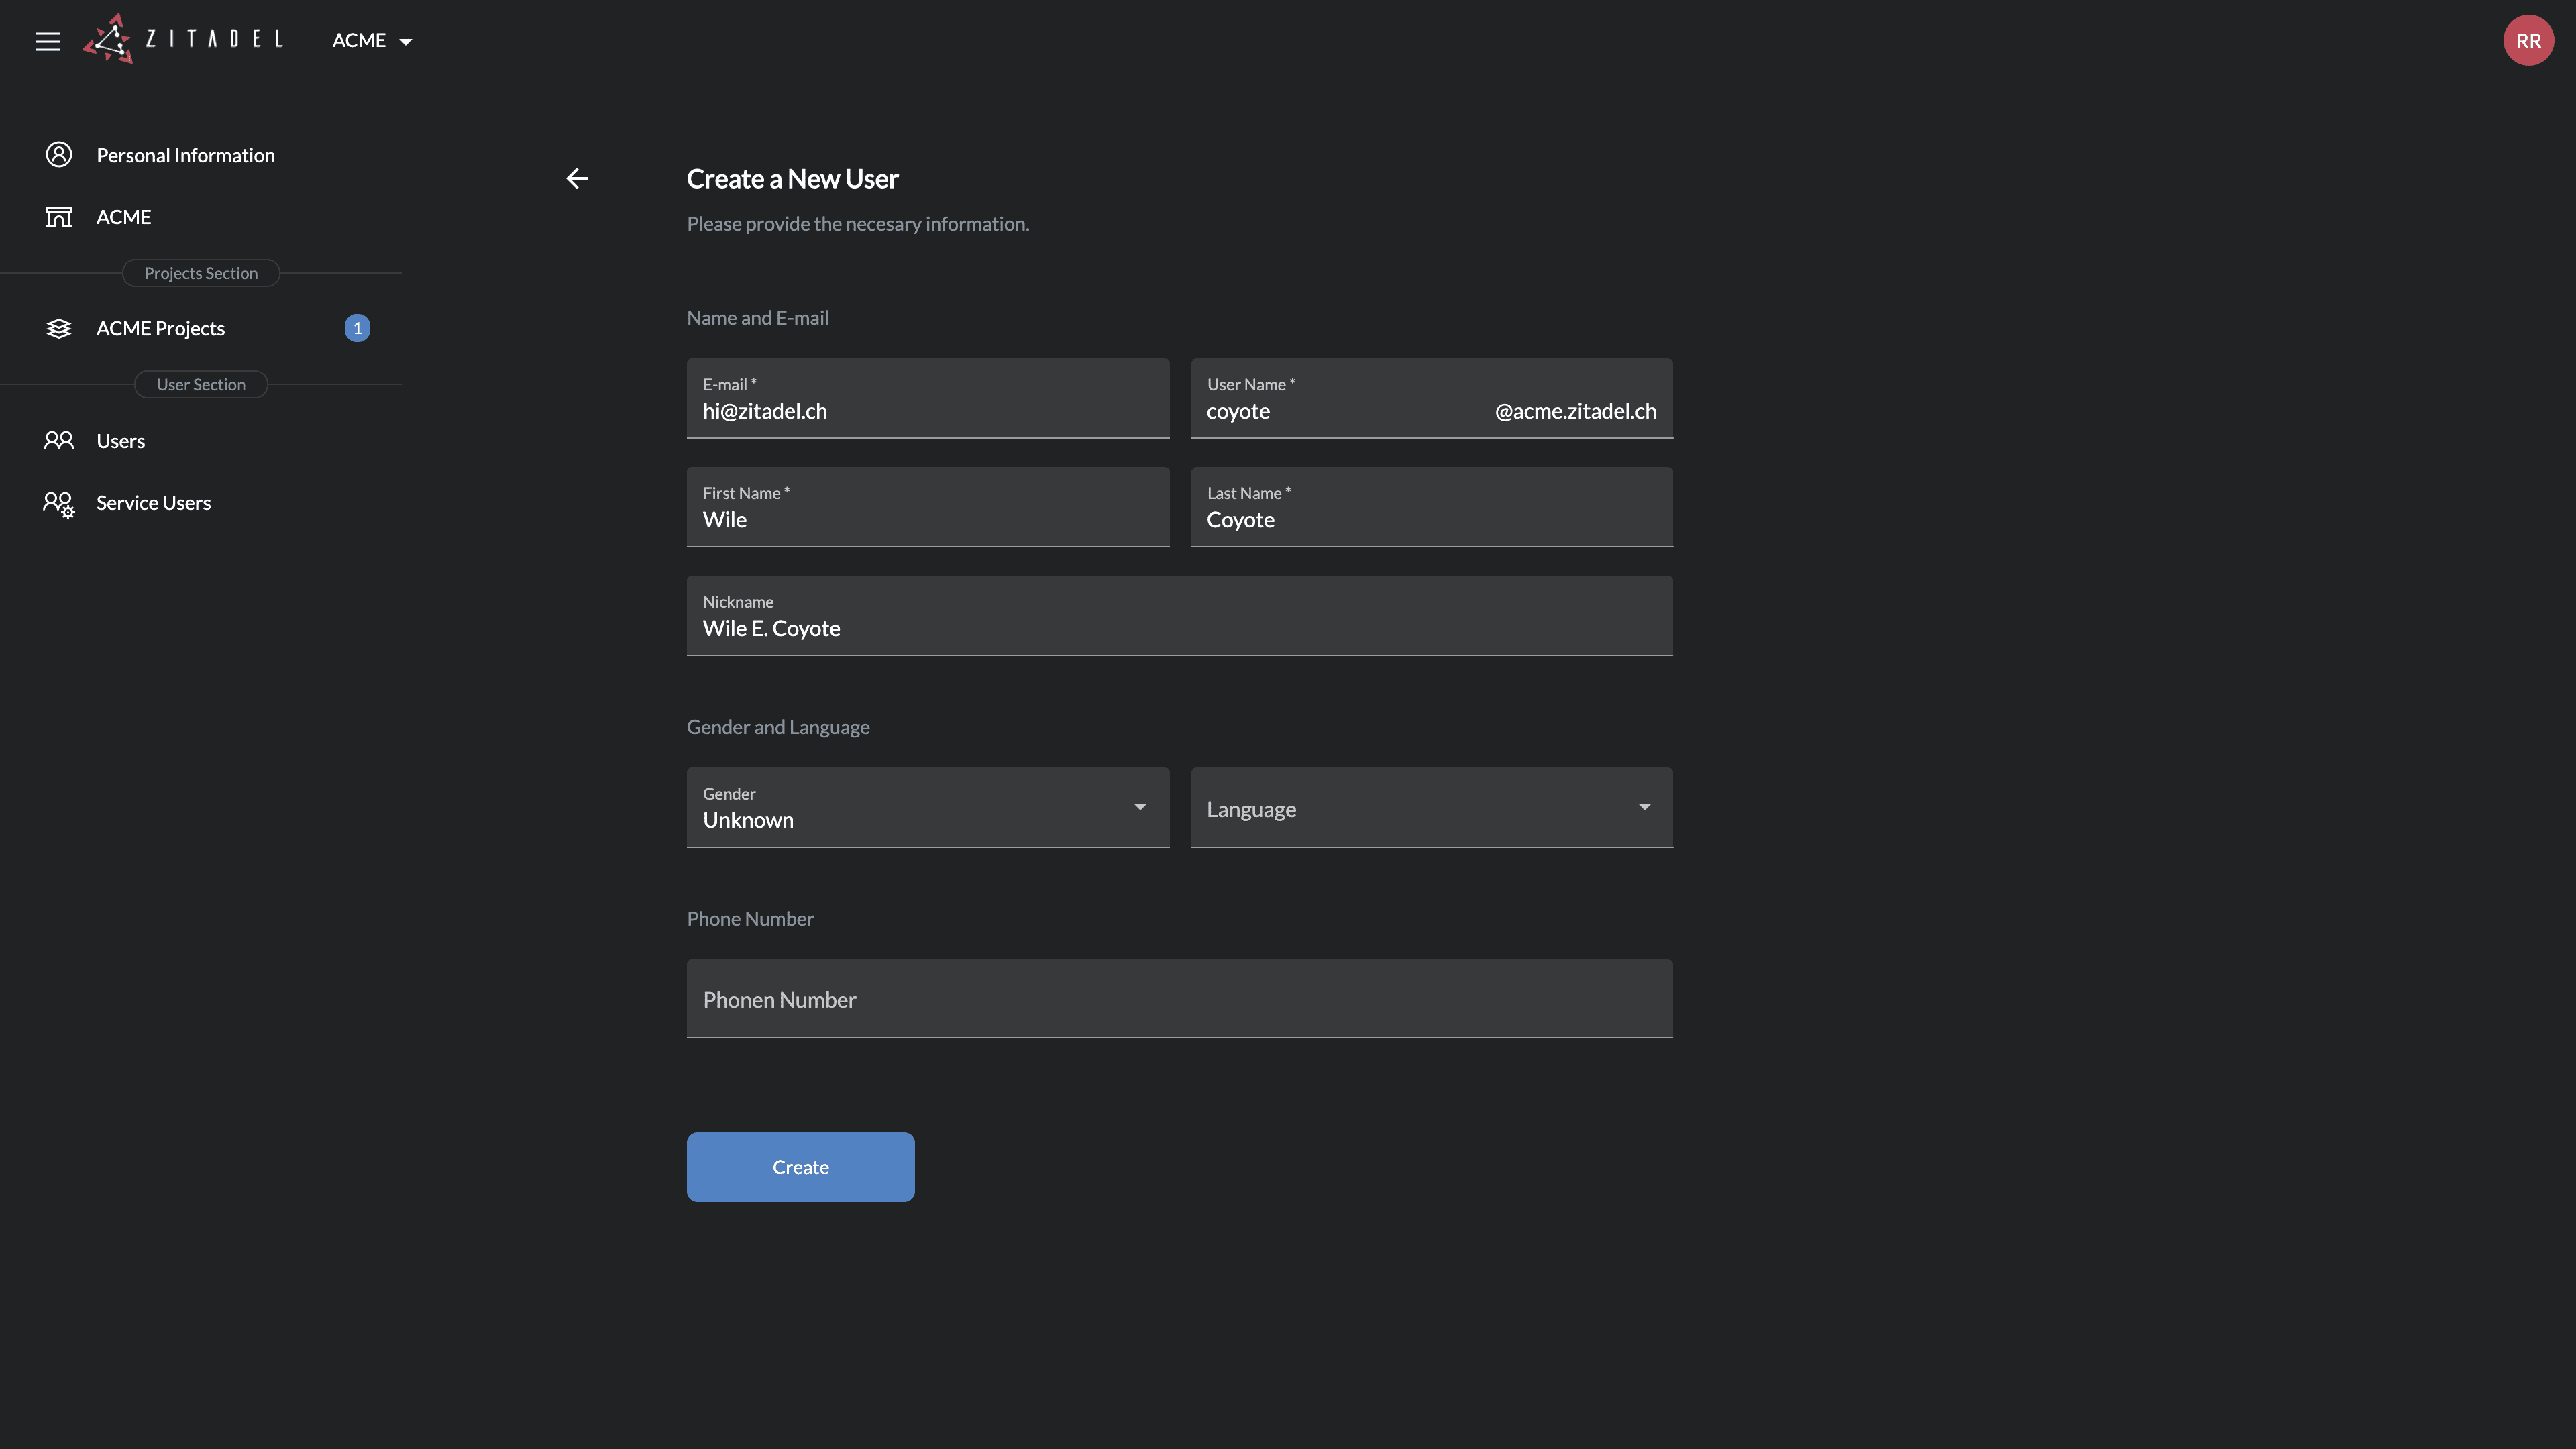 ZITADEL ACME RR
Personal Information
ACME
Projects Section
ACME Projects 1
User Section
Users
Service Users
Create a New User
Please provide the necesary information.
Name and E-mail
E-mail * User Name *
hi@zitadel.ch coyote @acme.zitadel.ch
First Name * Last Name *
Wile Coyote
Nickname
Wile E. Coyote
Gender and Language
Gender
Unknown
Language
Phone Number
Phonen Number
Create